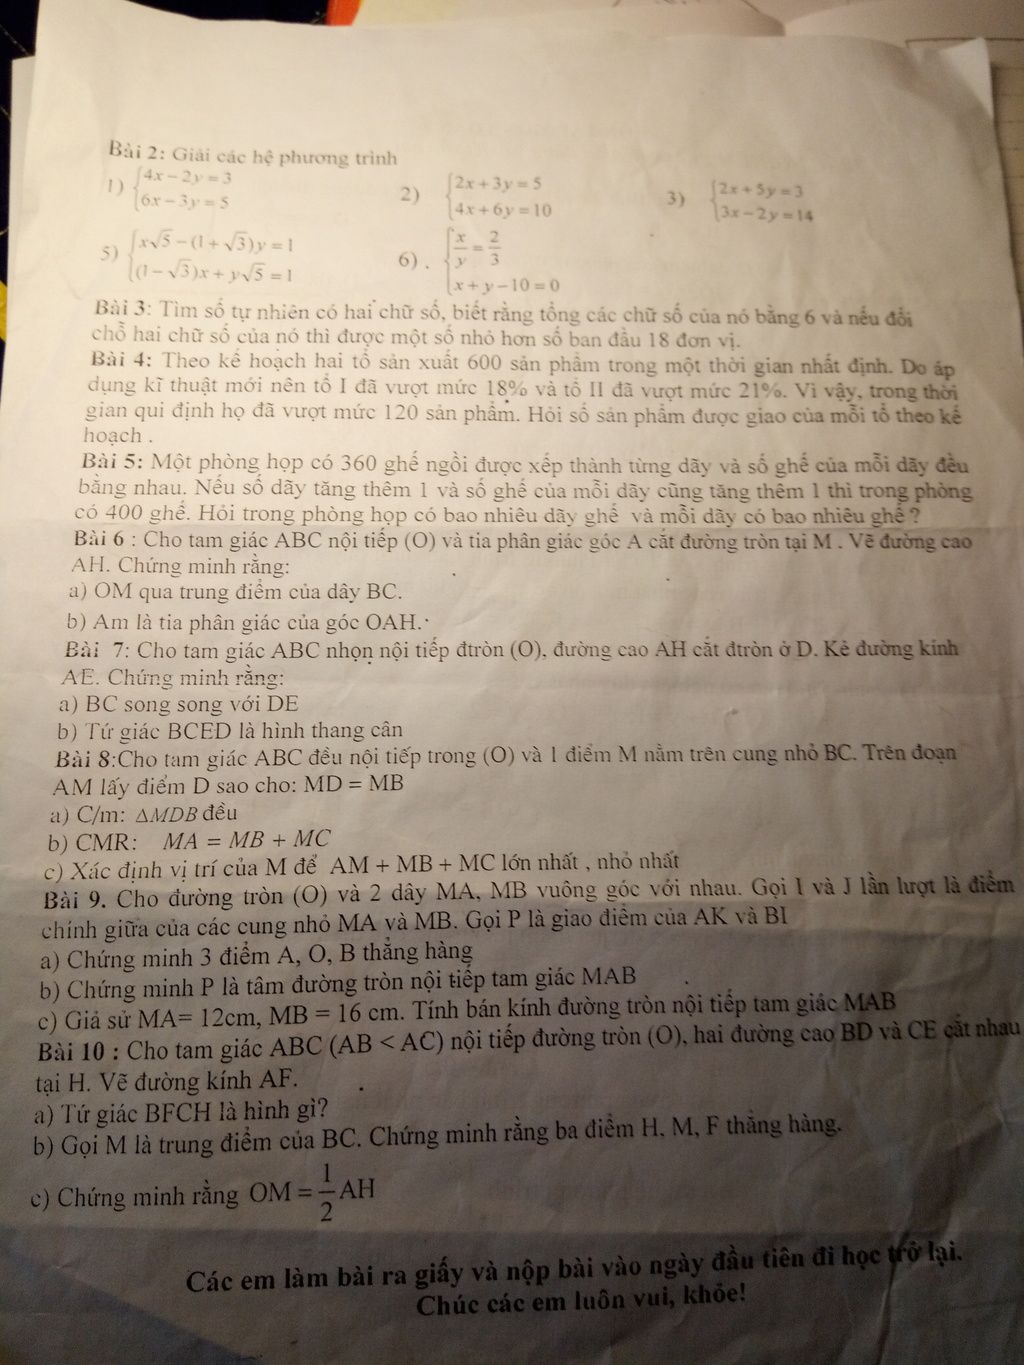 Bài 2: Giải các hệ phương trình
1) {4x − 2y = 3
{6x − 3y = 5
2) {2x + 3y = 5
{4x + 6y = 10
3) {2x + 5y = 3
{3x − 2y = 14
5) {x√5 − (1 + √3)y = 1
{(1 − √3)x + y√5 = 1
6) . {x/y = 2/3
{x + y − 10 = 0
Bài 3: Tìm số tự nhiên có hai chữ số, biết rằng tổng các chữ số của nó bằng 6 và nếu đổi
chỗ hai chữ số của nó thì được một số nhỏ hơn số ban đầu 18 đơn vị.
Bài 4: Theo kế hoạch hai tổ sản xuất 600 sản phẩm trong một thời gian nhất định. Do áp
dụng kĩ thuật mới nên tổ I đã vượt mức 18% và tổ II đã vượt mức 21%. Vì vậy, trong thời
gian qui định họ đã vượt mức 120 sản phẩm. Hỏi số sản phẩm được giao của mỗi tổ theo kế
hoạch .
Bài 5: Một phòng họp có 360 ghế ngồi được xếp thành từng dãy và số ghế của mỗi dãy đều
bằng nhau. Nếu số dãy tăng thêm 1 và số ghế của mỗi dãy cũng tăng thêm 1 thì trong phòng
có 400 ghế. Hỏi trong phòng họp có bao nhiêu dãy ghế và mỗi dãy có bao nhiêu ghế ?
Bài 6 : Cho tam giác ABC nội tiếp (O) và tia phân giác góc A cắt đường tròn tại M . Vẽ đường cao
AH. Chứng minh rằng:
a) OM qua trung điểm của dây BC.
b) Am là tia phân giác của góc OAH.
Bài 7: Cho tam giác ABC nhọn nội tiếp đtròn (O), đường cao AH cắt đtròn ở D. Kẻ đường kính
AE. Chứng minh rằng:
a) BC song song với DE
b) Tứ giác BCED là hình thang cân
Bài 8:Cho tam giác ABC đều nội tiếp trong (O) và 1 điểm M nằm trên cung nhỏ BC. Trên đoạn
AM lấy điểm D sao cho: MD = MB
a) C/m: ΔMDB đều
b) CMR: MA = MB + MC
c) Xác định vị trí của M để AM + MB + MC lớn nhất , nhỏ nhất
Bài 9. Cho đường tròn (O) và 2 dây MA, MB vuông góc với nhau. Gọi I và J lần lượt là điểm
chính giữa của các cung nhỏ MA và MB. Gọi P là giao điểm của AK và BI
a) Chứng minh 3 điểm A, O, B thẳng hàng
b) Chứng minh P là tâm đường tròn nội tiếp tam giác MAB
c) Giả sử MA= 12cm, MB = 16 cm. Tính bán kính đường tròn nội tiếp tam giác MAB
Bài 10 : Cho tam giác ABC (AB < AC) nội tiếp đường tròn (O), hai đường cao BD và CE cắt nhau
tại H. Vẽ đường kính AF.
a) Tứ giác BFCH là hình gì?
b) Gọi M là trung điểm của BC. Chứng minh rằng ba điểm H, M, F thẳng hàng.
c) Chứng minh rằng OM = 1/2 AH
Các em làm bài ra giấy và nộp bài vào ngày đầu tiên đi học trở lại.
Chúc các em luôn vui, khỏe!